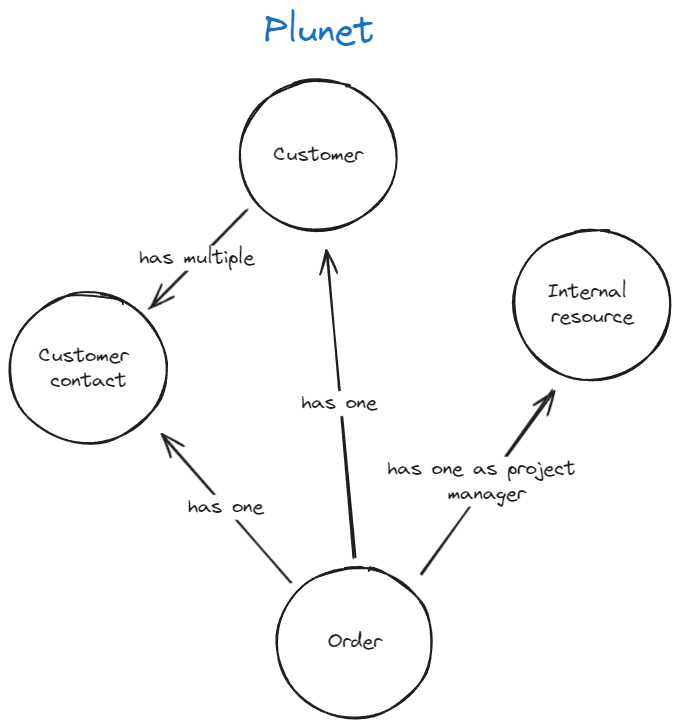 Plunet
Customer
has multiple
Internal
resource
Customer
contact
has one
has one as project
manager
has one
Order